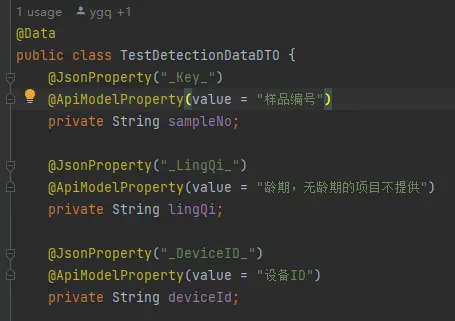 1 usage ygq +1
@Data
public class TestDetectionDataDTO {
@JsonProperty("_Key_")
@ApiModelProperty(value = "样品编号")
private String sampleNo;
@JsonProperty("_LingQi_")
@ApiModelProperty(value = "龄期，无龄期的项目不提供")
private String lingQi;
@JsonProperty("_DeviceID_")
@ApiModelProperty(value = "设备ID")
private String deviceId;